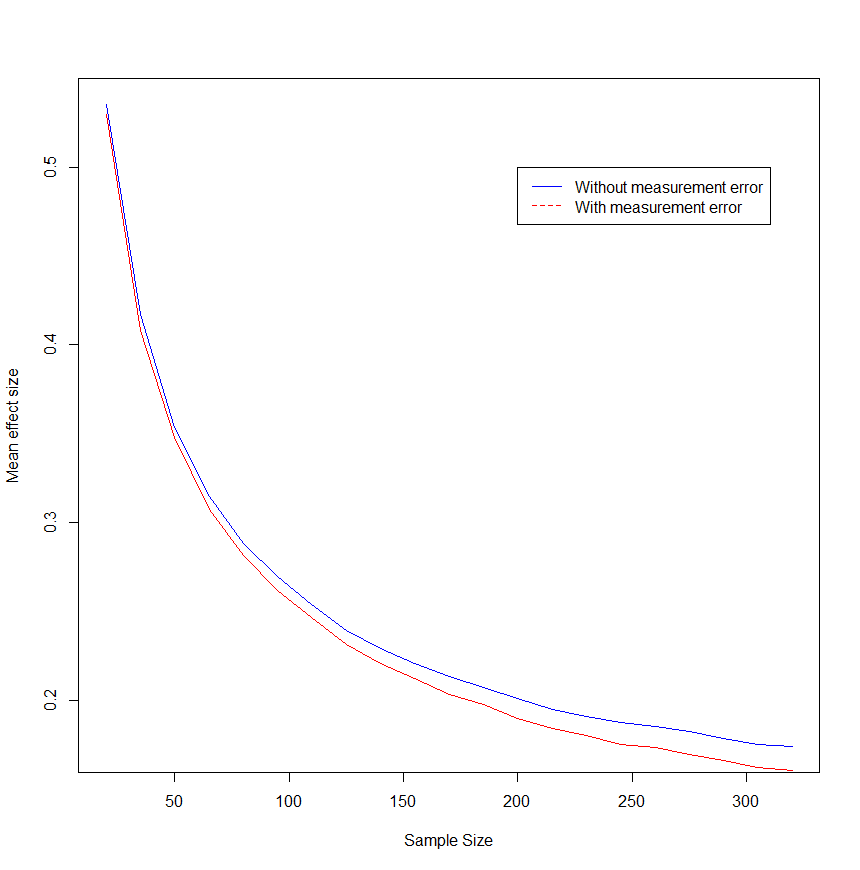 0.5
0.4
0.3
0.2
Mean effect size
Without measurement error
With measurement error
50 100 150 200 250 300
Sample Size